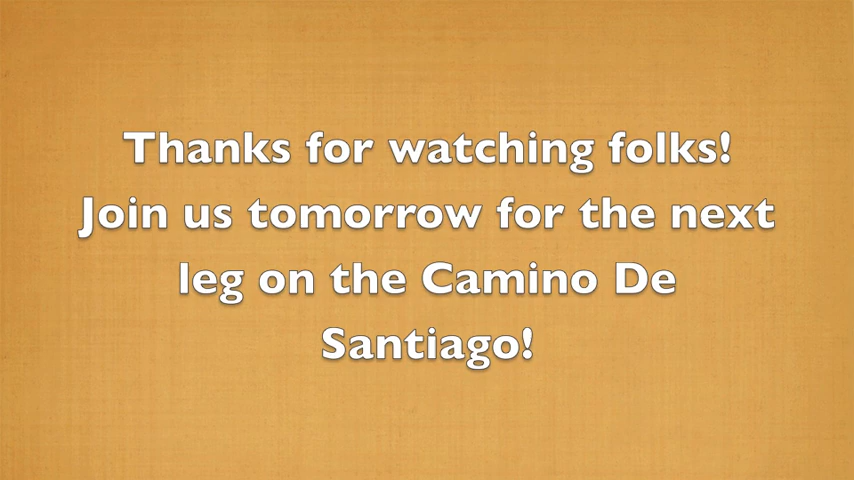 Thanks for watching folks!
Join us tomorrow for the next
leg on the Camino De
Santiago!